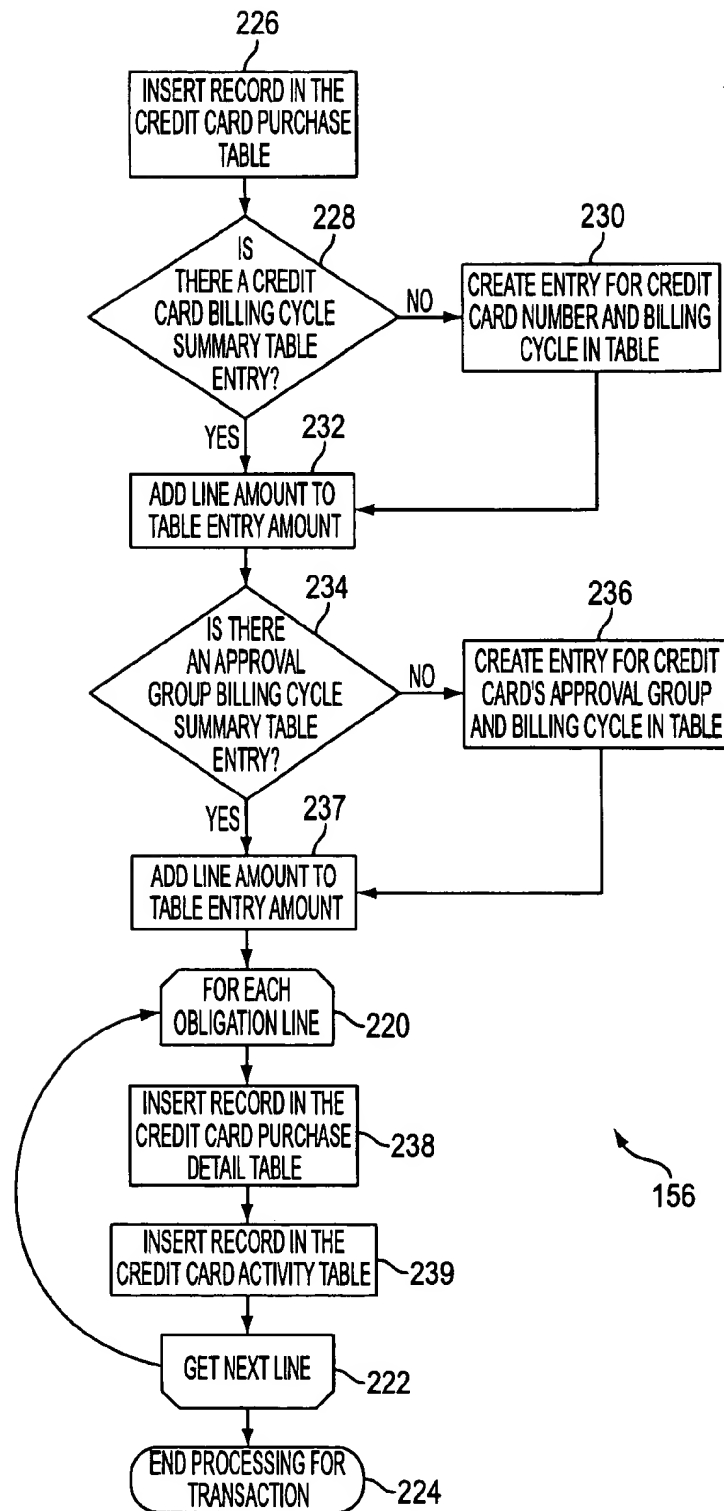 226
INSERT RECORD IN THE
CREDIT CARD PURCHASE
TABLE
228
IS
THERE A CREDIT
CARD BILLING CYCLE
SUMMARY TABLE
ENTRY?
NO
230
CREATE ENTRY FOR CREDIT
CARD NUMBER AND BILLING
CYCLE IN TABLE
YES
232
ADD LINE AMOUNT TO
TABLE ENTRY AMOUNT
234
IS THERE
AN APPROVAL
GROUP BILLING CYCLE
SUMMARY TABLE
ENTRY?
NO
236
CREATE ENTRY FOR CREDIT
CARD'S APPROVAL GROUP
AND BILLING CYCLE IN TABLE
YES
237
ADD LINE AMOUNT TO
TABLE ENTRY AMOUNT
FOR EACH
OBLIGATION LINE
220
INSERT RECORD IN THE
CREDIT CARD PURCHASE
DETAIL TABLE
238
156
INSERT RECORD IN THE
CREDIT CARD ACTIVITY TABLE
239
GET NEXT LINE
222
END PROCESSING FOR
TRANSACTION
224